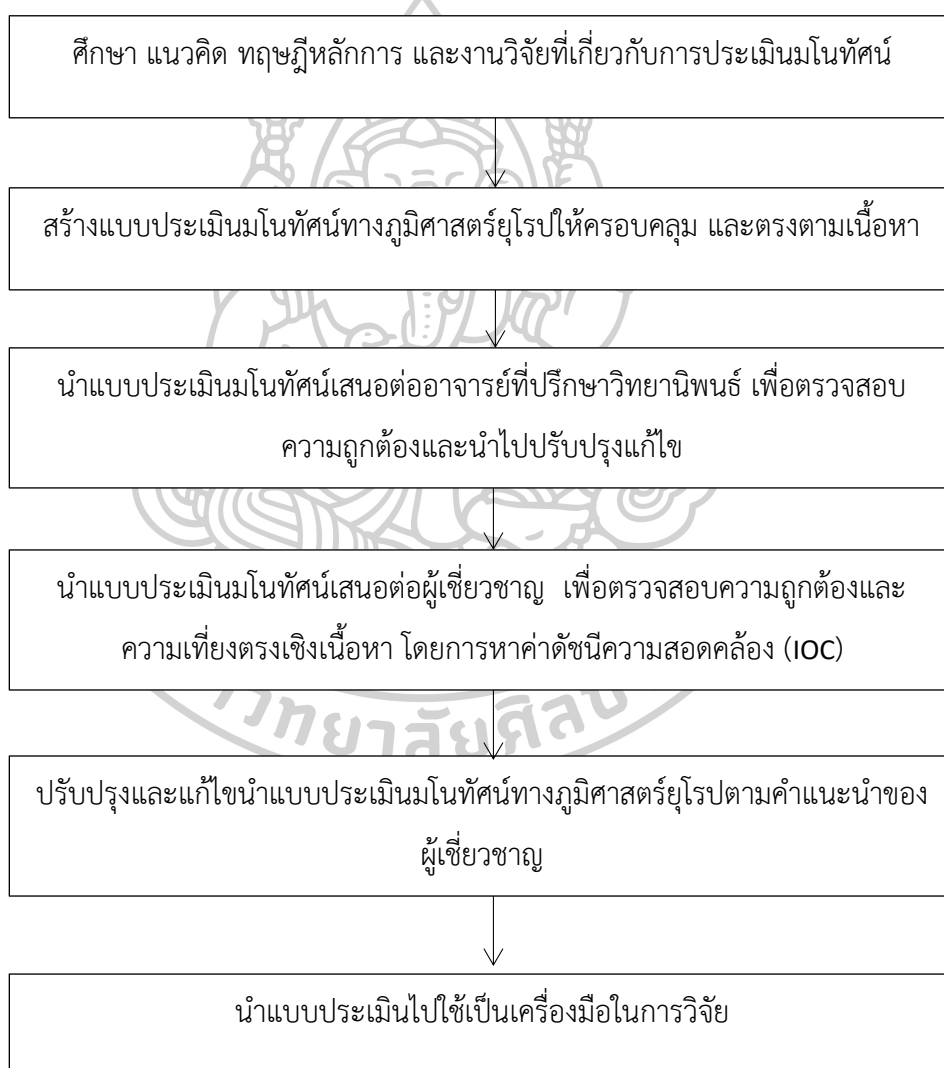 ศึกษา แนวคิด ทฤษฎีหลักการ และงานวิจัยที่เกี่ยวกับการประเมินมโนทัศน์
สร้างแบบประเมินมโนทัศน์ทางภูมิศาสตร์ยุโรปให้ครอบคลุม และตรงตามเนื้อหา
นำแบบประเมินมโนทัศน์เสนอต่ออาจารย์ที่ปรึกษาวิทยานิพนธ์ เพื่อตรวจสอบ
ความถูกต้องและนำไปปรับปรุงแก้ไข
นำแบบประเมินมโนทัศน์เสนอต่อผู้เชี่ยวชาญ เพื่อตรวจสอบความถูกต้องและ
ความเที่ยงตรงเชิงเนื้อหา โดยการหาค่าดัชนีความสอดคล้อง (IOC)
ปรับปรุงและแก้ไขนำแบบประเมินมโนทัศน์ทางภูมิศาสตร์ยุโรปตามคำแนะนำของ
ผู้เชี่ยวชาญ
นำแบบประเมินไปใช้เป็นเครื่องมือในการวิจัย